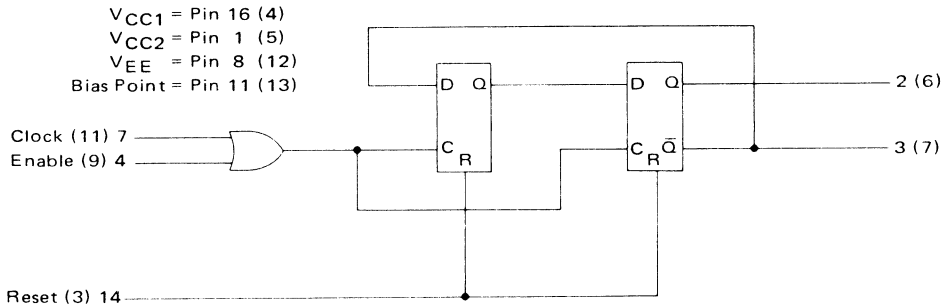 VCC1 = Pin 16 (4)
VCC2 = Pin 1 (5)
VEE = Pin 8 (12)
Bias Point = Pin 11 (13)
D Q
D Q
2 (6)
Clock (11) 7
Enable (9) 4
C
R
C R Q̅
3 (7)
Reset (3) 14